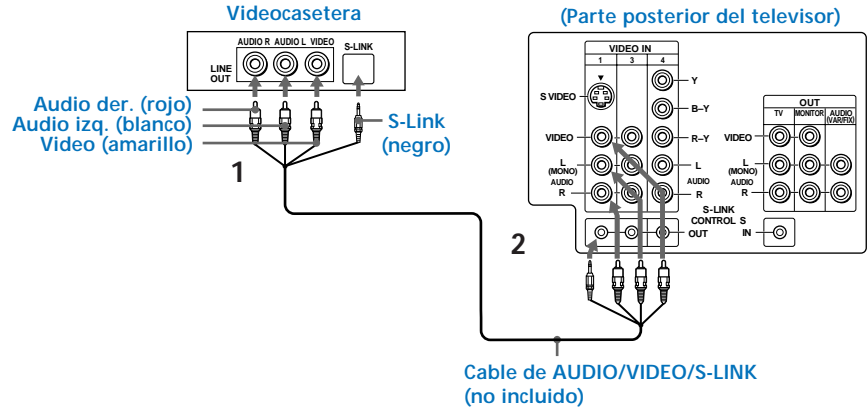 Videocasetera
(Parte posterior del televisor)
AUDIO R AUDIO L VIDEO
S-LINK
LINE
OUT
Audio der. (rojo)
Audio izq. (blanco)
Video (amarillo)
S-Link
(negro)
1
VIDEO IN
1 3 4
S VIDEO
Y
B–Y
VIDEO
R–Y
L
(MONO)
L
AUDIO
AUDIO
R
R
OUT
TV MONITOR AUDIO
(VAR/FIX)
VIDEO
L
(MONO)
AUDIO
R
S-LINK
CONTROL S
OUT
IN
2
Cable de AUDIO/VIDEO/S-LINK
(no incluido)